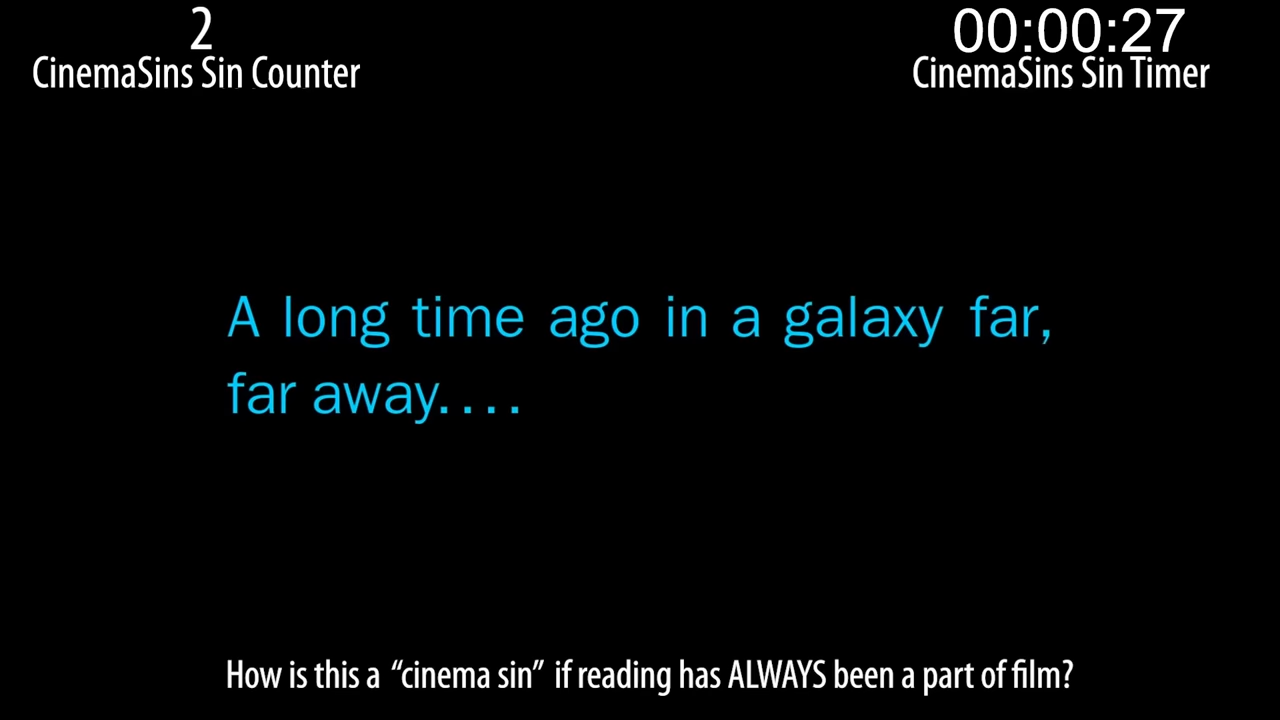 2
CinemaSins Sin Counter
00:00:27
CinemaSins Sin Timer
A long time ago in a galaxy far,
far away....
How is this a “cinema sin” if reading has ALWAYS been a part of film?